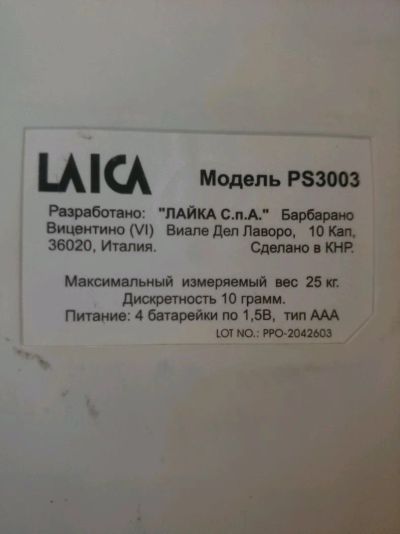 LAICA Модель PS3003
Разработано: "ЛАЙКА С.п.А." Барбарано
Вицентино (VI) Виале Дел Лаворо, 10 Кап,
36020, Италия. Сделано в КНР.
Максимальный измеряемый вес 25 кг.
Дискретность 10 грамм.
Питание: 4 батарейки по 1,5В, тип ААА
LOT NO.: PPO-2042603